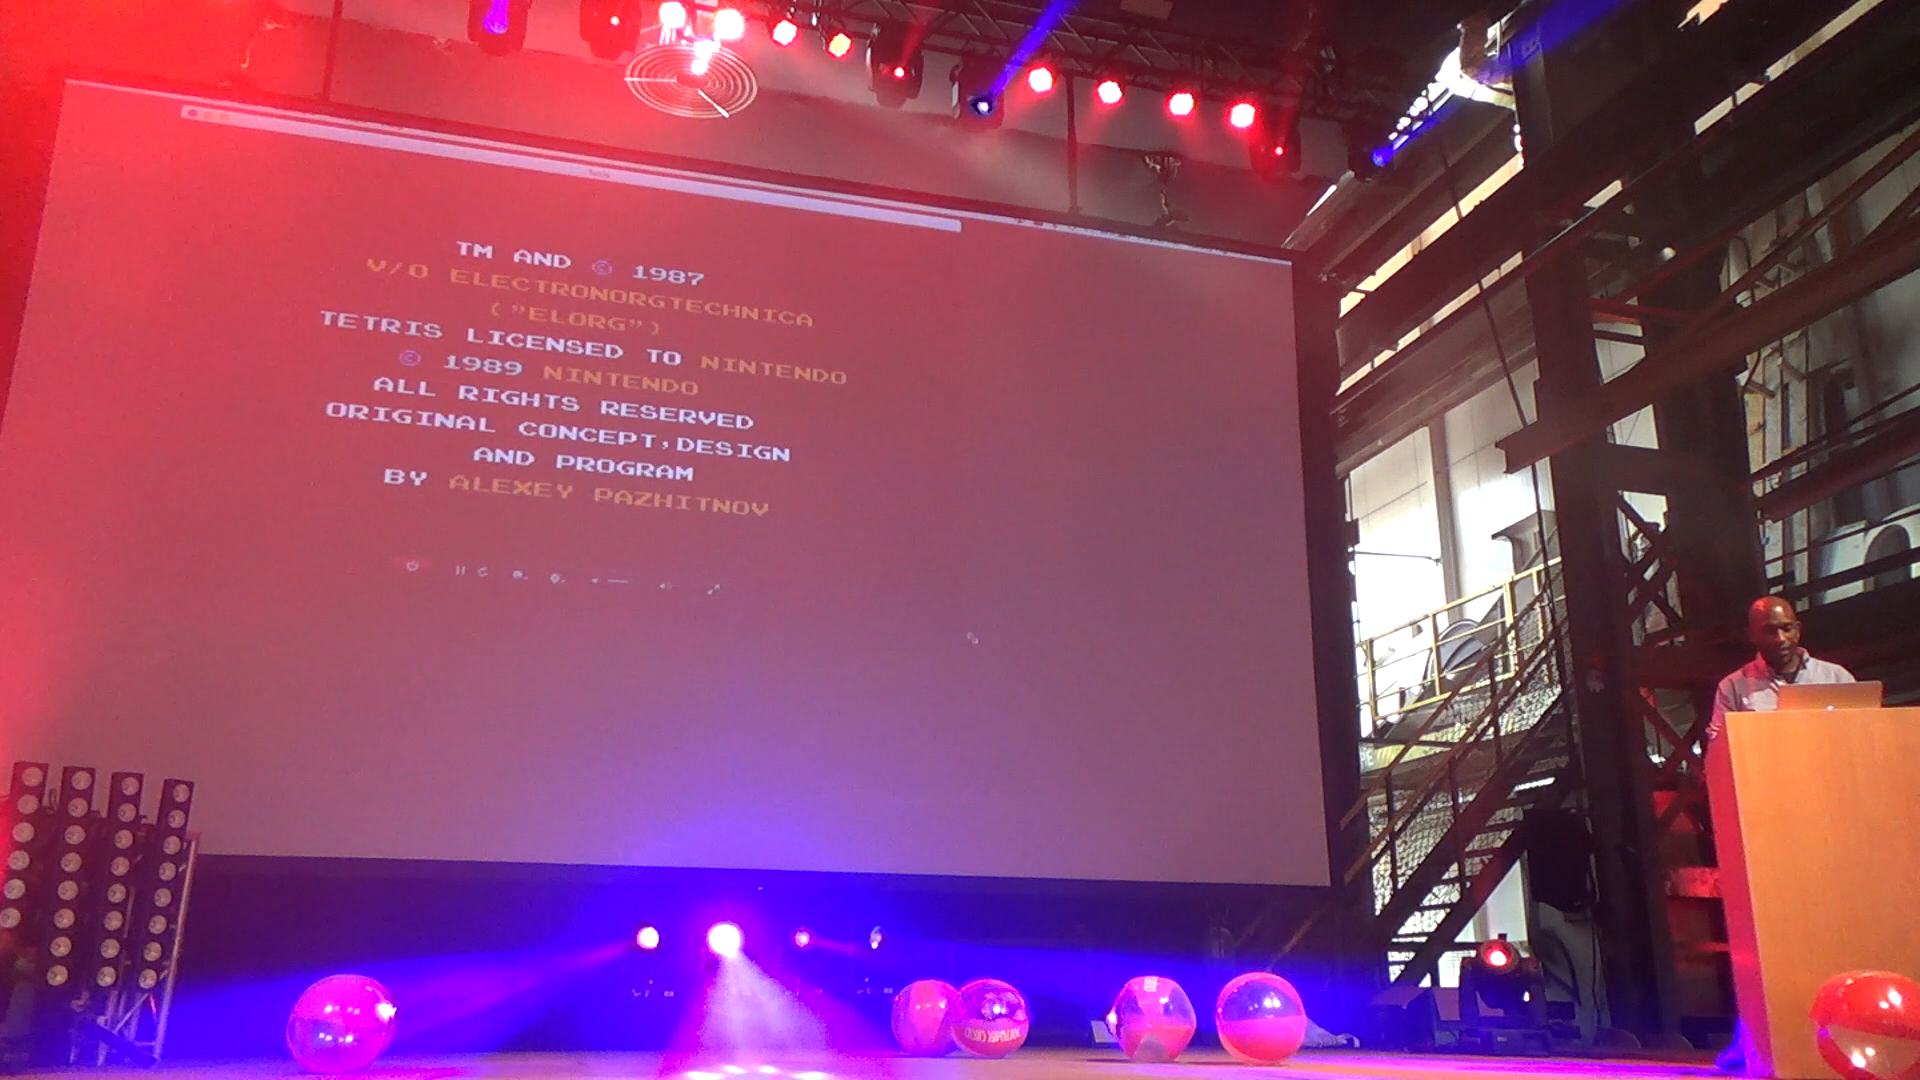 Tetris
TM AND © 1987
V/O ELECTRONORGTECHNICA
("ELORG")
TETRIS LICENSED TO NINTENDO
© 1989 NINTENDO
ALL RIGHTS RESERVED
ORIGINAL CONCEPT,DESIGN
AND PROGRAM
BY ALEXEY PAZHITNOV